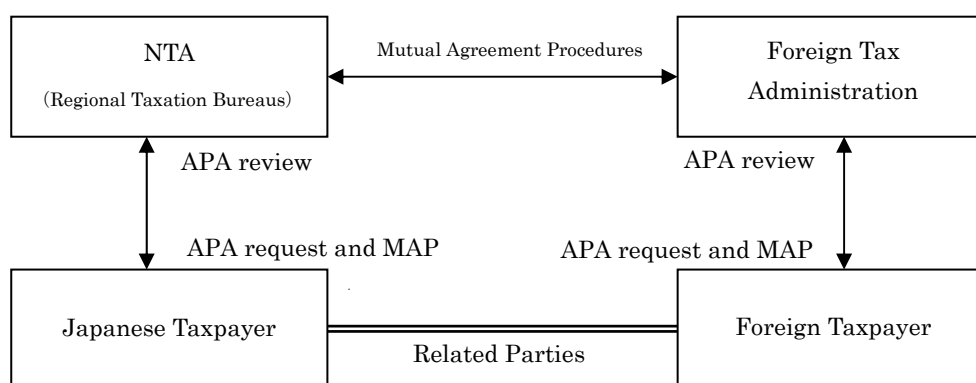 NTA
(Regional Taxation Bureaus)
Mutual Agreement Procedures
Foreign Tax
Administration
APA review
APA review
APA request and MAP
APA request and MAP
Japanese Taxpayer
Related Parties
Foreign Taxpayer